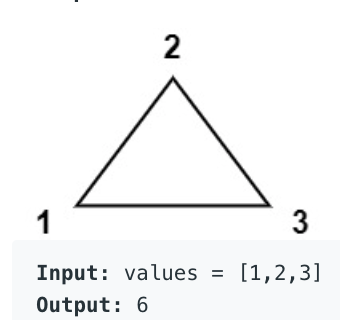 2
1
3
Input: values = [1,2,3]
Output: 6